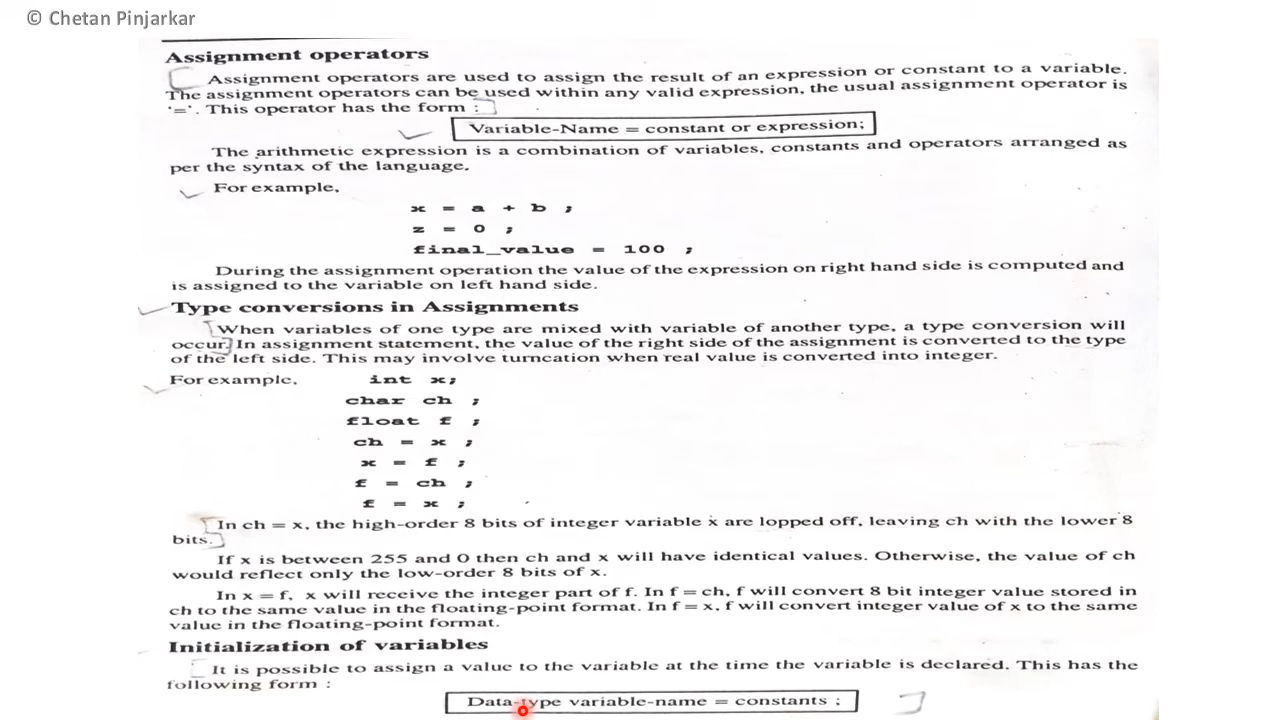 © Chetan Pinjarkar
Assignment operators
Assignment operators are used to assign the result of an expression or constant to a variable.
The assignment operators can be used within any valid expression, the usual assignment operator is
'='. This operator has the form :
Variable-Name = constant or expression;
The arithmetic expression is a combination of variables, constants and operators arranged as
per the syntax of the language.
For example,
x = a + b ;
z = 0 ;
final_value = 100 ;
During the assignment operation the value of the expression on right hand side is computed and
is assigned to the variable on left hand side.
Type conversions in Assignments
When variables of one type are mixed with variable of another type, a type conversion will
occur. In assignment statement, the value of the right side of the assignment is converted to the type
of the left side. This may involve turncation when real value is converted into integer.
For example, int x;
char ch ;
float f ;
ch = x ;
x = f ;
f = ch ;
f = x ;
In ch = x, the high-order 8 bits of integer variable x are lopped off, leaving ch with the lower 8
bits.
If x is between 255 and 0 then ch and x will have identical values. Otherwise, the value of ch
would reflect only the low-order 8 bits of x.
In x = f, x will receive the integer part of f. In f = ch, f will convert 8 bit integer value stored in
ch to the same value in the floating-point format. In f = x, f will convert integer value of x to the same
value in the floating-point format.
Initialization of variables
It is possible to assign a value to the variable at the time the variable is declared. This has the
following form :
Data-type variable-name = constants ;